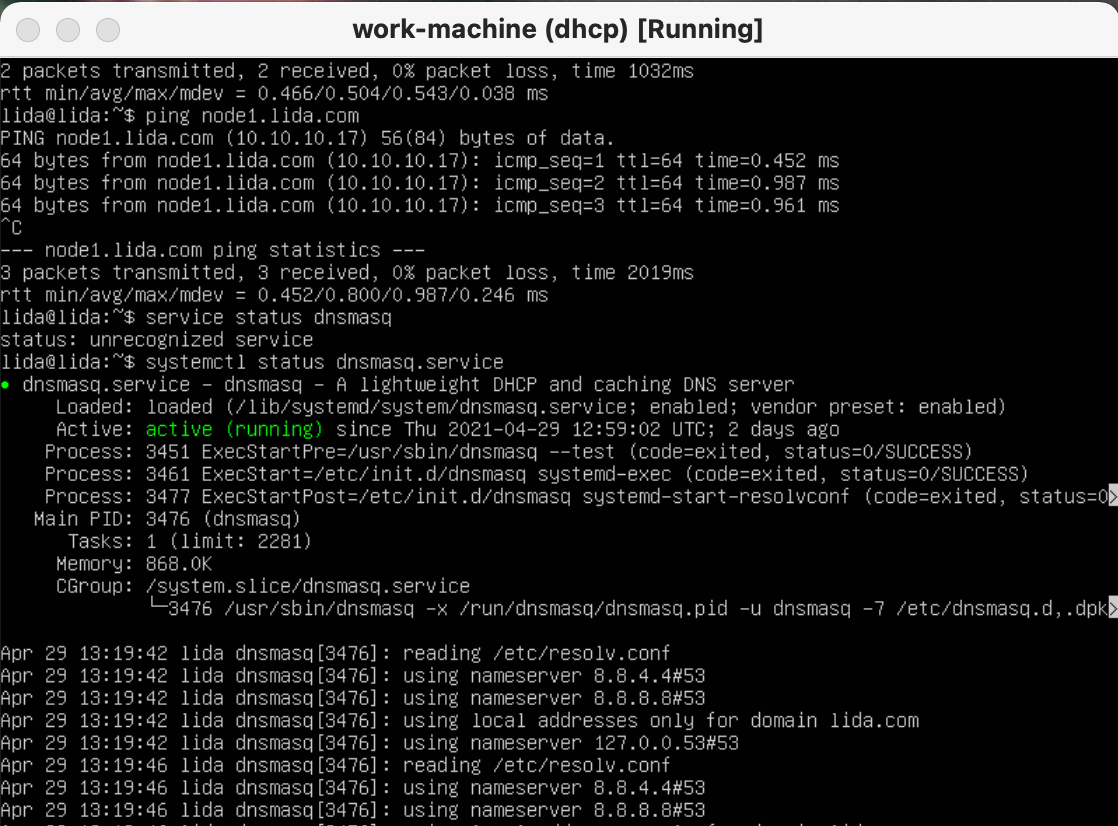 work-machine (dhcp) [Running]
2 packets transmitted, 2 received, 0% packet loss, time 1032ms
rtt min/avg/max/mdev = 0.466/0.504/0.543/0.038 ms
lida@lida:~$ ping node1.lida.com
PING node1.lida.com (10.10.10.17) 56(84) bytes of data.
64 bytes from node1.lida.com (10.10.10.17): icmp_seq=1 ttl=64 time=0.452 ms
64 bytes from node1.lida.com (10.10.10.17): icmp_seq=2 ttl=64 time=0.987 ms
64 bytes from node1.lida.com (10.10.10.17): icmp_seq=3 ttl=64 time=0.961 ms
^C
--- node1.lida.com ping statistics ---
3 packets transmitted, 3 received, 0% packet loss, time 2019ms
rtt min/avg/max/mdev = 0.452/0.800/0.987/0.246 ms
lida@lida:~$ service status dnsmasq
status: unrecognized service
lida@lida:~$ systemctl status dnsmasq.service
● dnsmasq.service - dnsmasq - A lightweight DHCP and caching DNS server
Loaded: loaded (/lib/systemd/system/dnsmasq.service; enabled; vendor preset: enabled)
Active: active (running) since Thu 2021-04-29 12:59:02 UTC; 2 days ago
Process: 3451 ExecStartPre=/usr/sbin/dnsmasq --test (code=exited, status=0/SUCCESS)
Process: 3461 ExecStart=/etc/init.d/dnsmasq systemd-exec (code=exited, status=0/SUCCESS)
Process: 3477 ExecStartPost=/etc/init.d/dnsmasq systemd-start-resolvconf (code=exited, status=0>
Main PID: 3476 (dnsmasq)
Tasks: 1 (limit: 2281)
Memory: 868.0K
CGroup: /system.slice/dnsmasq.service
└─3476 /usr/sbin/dnsmasq -x /run/dnsmasq/dnsmasq.pid -u dnsmasq -7 /etc/dnsmasq.d,.dpk>
Apr 29 13:19:42 lida dnsmasq[3476]: reading /etc/resolv.conf
Apr 29 13:19:42 lida dnsmasq[3476]: using nameserver 8.8.4.4#53
Apr 29 13:19:42 lida dnsmasq[3476]: using nameserver 8.8.8.8#53
Apr 29 13:19:42 lida dnsmasq[3476]: using local addresses only for domain lida.com
Apr 29 13:19:42 lida dnsmasq[3476]: using nameserver 127.0.0.53#53
Apr 29 13:19:46 lida dnsmasq[3476]: reading /etc/resolv.conf
Apr 29 13:19:46 lida dnsmasq[3476]: using nameserver 8.8.4.4#53
Apr 29 13:19:46 lida dnsmasq[3476]: using nameserver 8.8.8.8#53